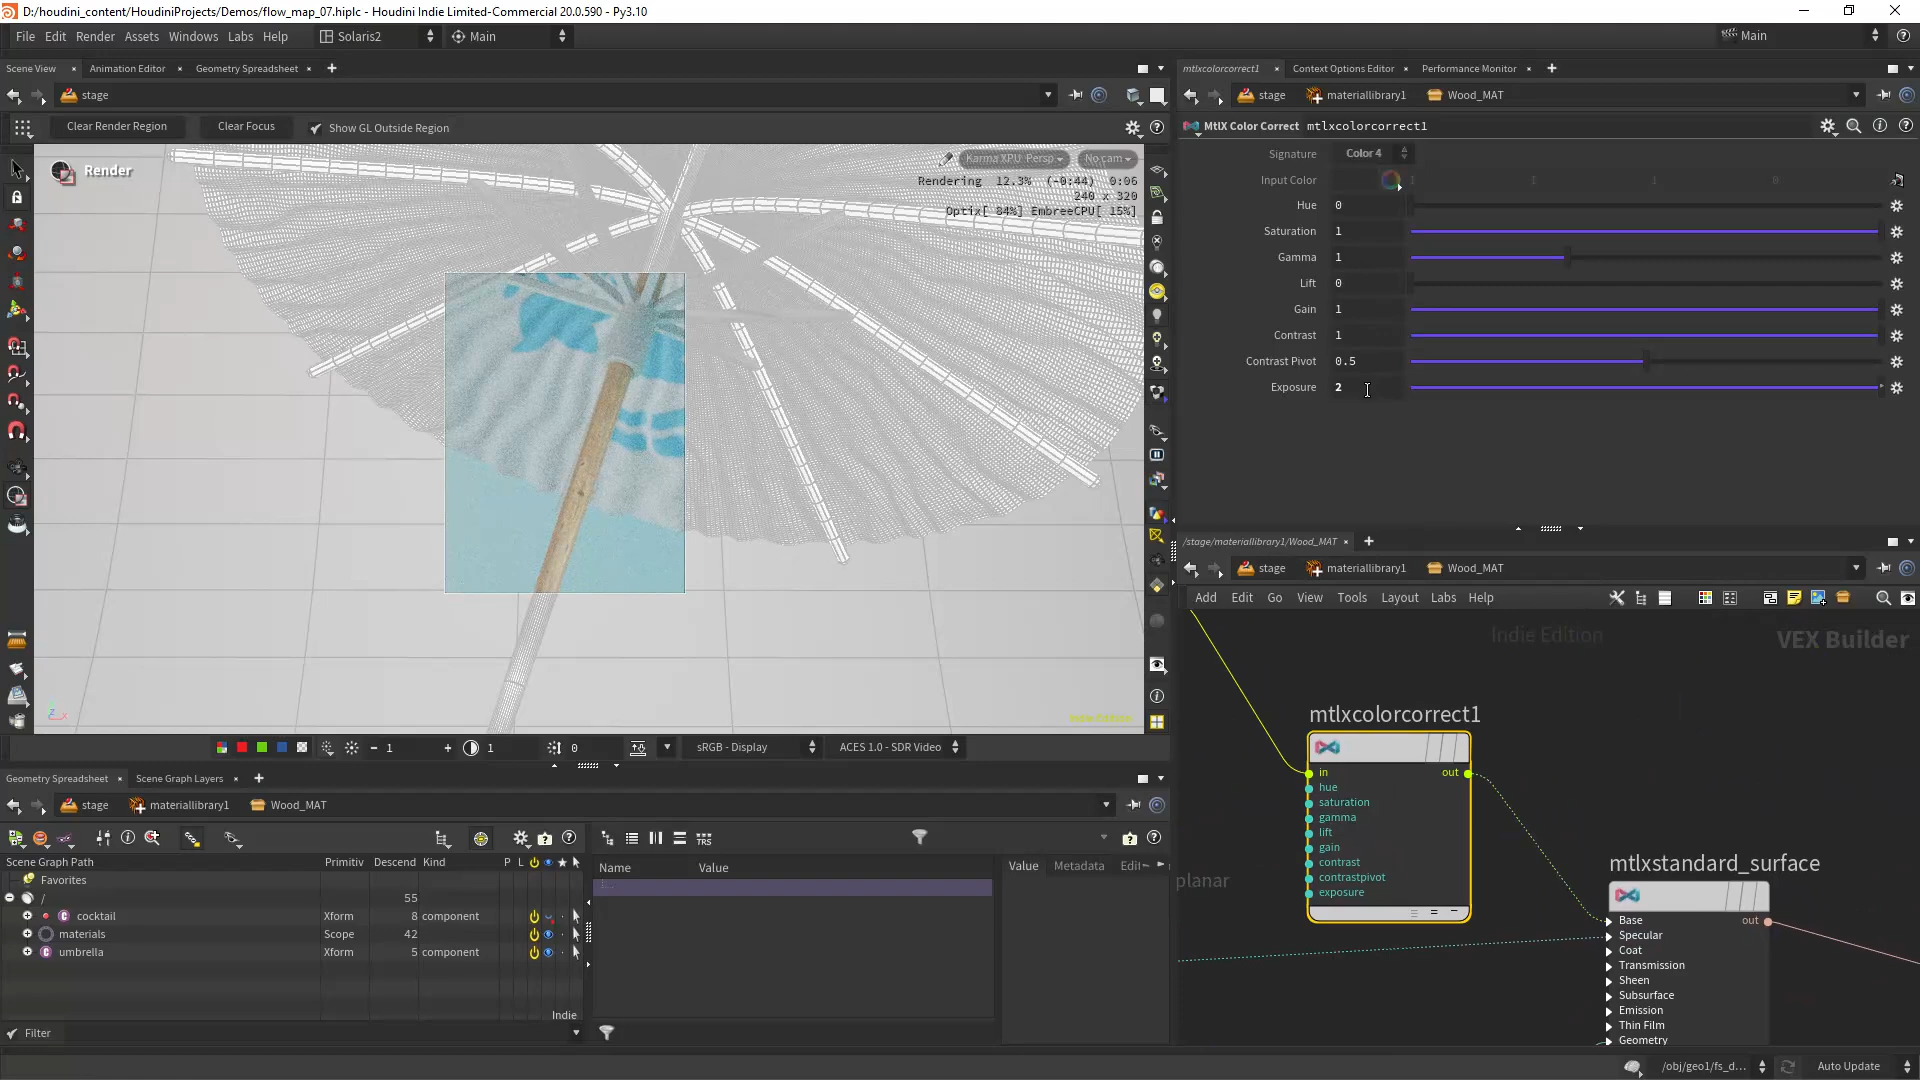 D:/houdini_content/HoudiniProjects/Demos/flow_map_07.hiplc - Houdini Indie Limited-Commercial 20.0.590 - Py3.10
File Edit Render Assets Windows Labs Help Solaris2 Main Main
Scene View Animation Editor Geometry Spreadsheet
stage
Clear Render Region Clear Focus Show GL Outside Region
Render
Karma XPU Persp No cam
Rendering 12.3% (-0:44) 0:06
240 x 320
Optix[ 84%] EmbreeCPU[ 15%]
1 1 0 sRGB - Display ACES 1.0 - SDR Video
mtlxcolorcorrect1 Context Options Editor Performance Monitor
stage materiallibrary1 Wood_MAT
MtlX Color Correct mtlxcolorcorrect1
Signature Color 4
Input Color 1 1 1 0
Hue 0
Saturation 1
Gamma 1
Lift 0
Gain 1
Contrast 1
Contrast Pivot 0.5
Exposure 2
/stage/materiallibrary1/Wood_MAT
stage materiallibrary1 Wood_MAT
Add Edit Go View Tools Layout Labs Help
Indie Edition VEX Builder
mtlxcolorcorrect1
in out
hue
saturation
gamma
lift
gain
contrast
contrastpivot
exposure
planar
mtlxstandard_surface
Base out
Specular
Coat
Transmission
Sheen
Subsurface
Emission
Thin Film
Geometry
Geometry Spreadsheet Scene Graph Layers
stage materiallibrary1 Wood_MAT
Scene Graph Path Primitiv Descend Kind P L
Favorites
/ 55
cocktail Xform 8 component
materials Scope 42
umbrella Xform 5 component
Indie
Filter
TRS
Name Value
Value Metadata Edit
/obj/geo1/fs_d... Auto Update